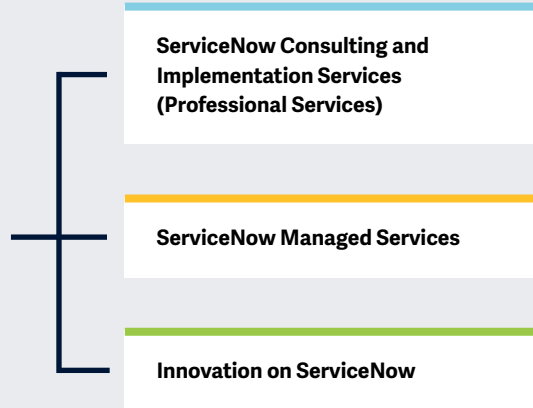 ServiceNow Consulting and
Implementation Services
(Professional Services)
ServiceNow Managed Services
Innovation on ServiceNow